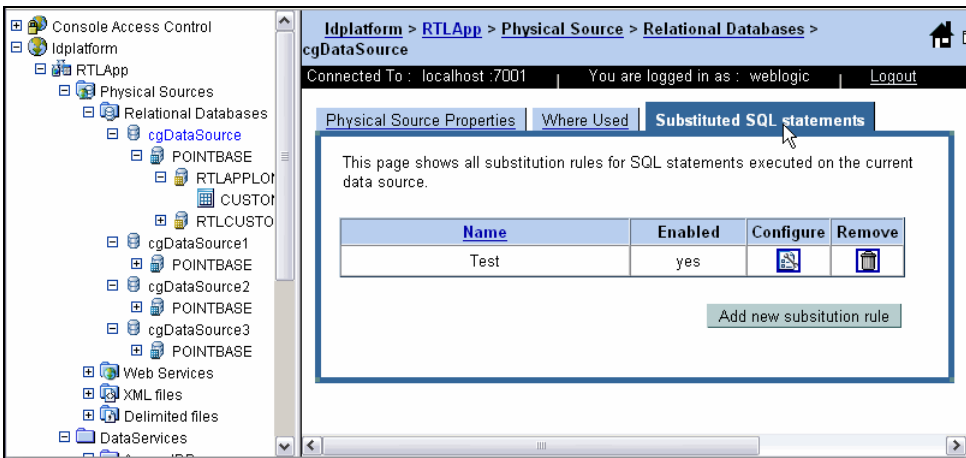 Console Access Control
ldplatform
RTLApp
Physical Sources
Relational Databases
cgDataSource
POINTBASE
RTLAPPLO
CUSTO
RTLCUSTO
cgDataSource1
POINTBASE
cgDataSource2
POINTBASE
cgDataSource3
POINTBASE
Web Services
XML files
Delimited files
DataServices
ldplatform > RTLApp > Physical Source > Relational Databases >
cgDataSource
Connected To : localhost :7001 | You are logged in as : weblogic | Logout
Physical Source Properties Where Used Substituted SQL statements
This page shows all substitution rules for SQL statements executed on the current
data source.
Name Enabled Configure Remove
Test yes
Add new subsitution rule